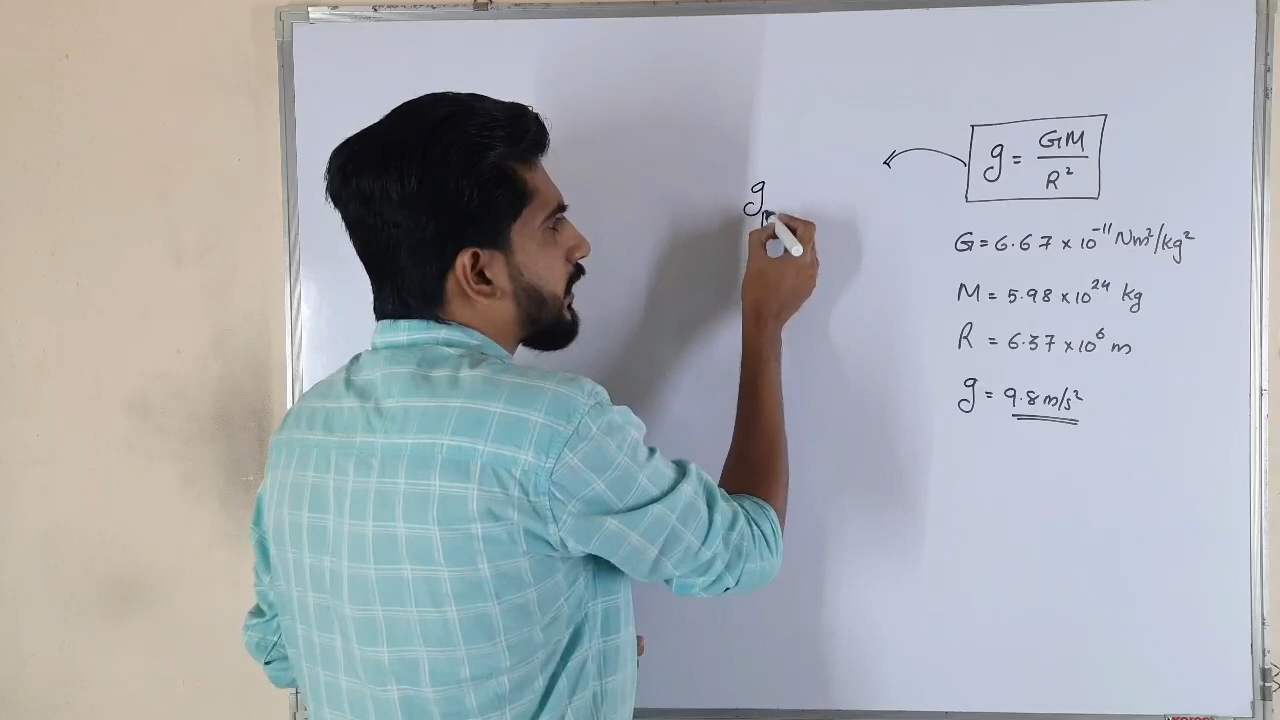 g
g = GM / R²
G = 6.67 × 10⁻¹¹ Nm²/kg²
M = 5.98 × 10²⁴ kg
R = 6.37 × 10⁶ m
g = 9.8 m/s²